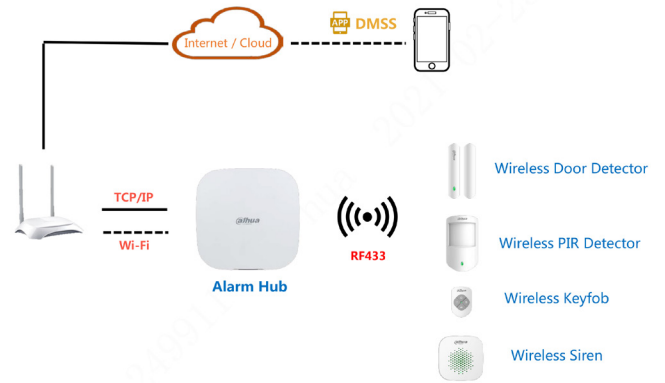 APP DMSS
Internet / Cloud
TCP/IP
Wi-Fi
alhua
Alarm Hub
RF433
Wireless Door Detector
Wireless PIR Detector
Wireless Keyfob
Wireless Siren